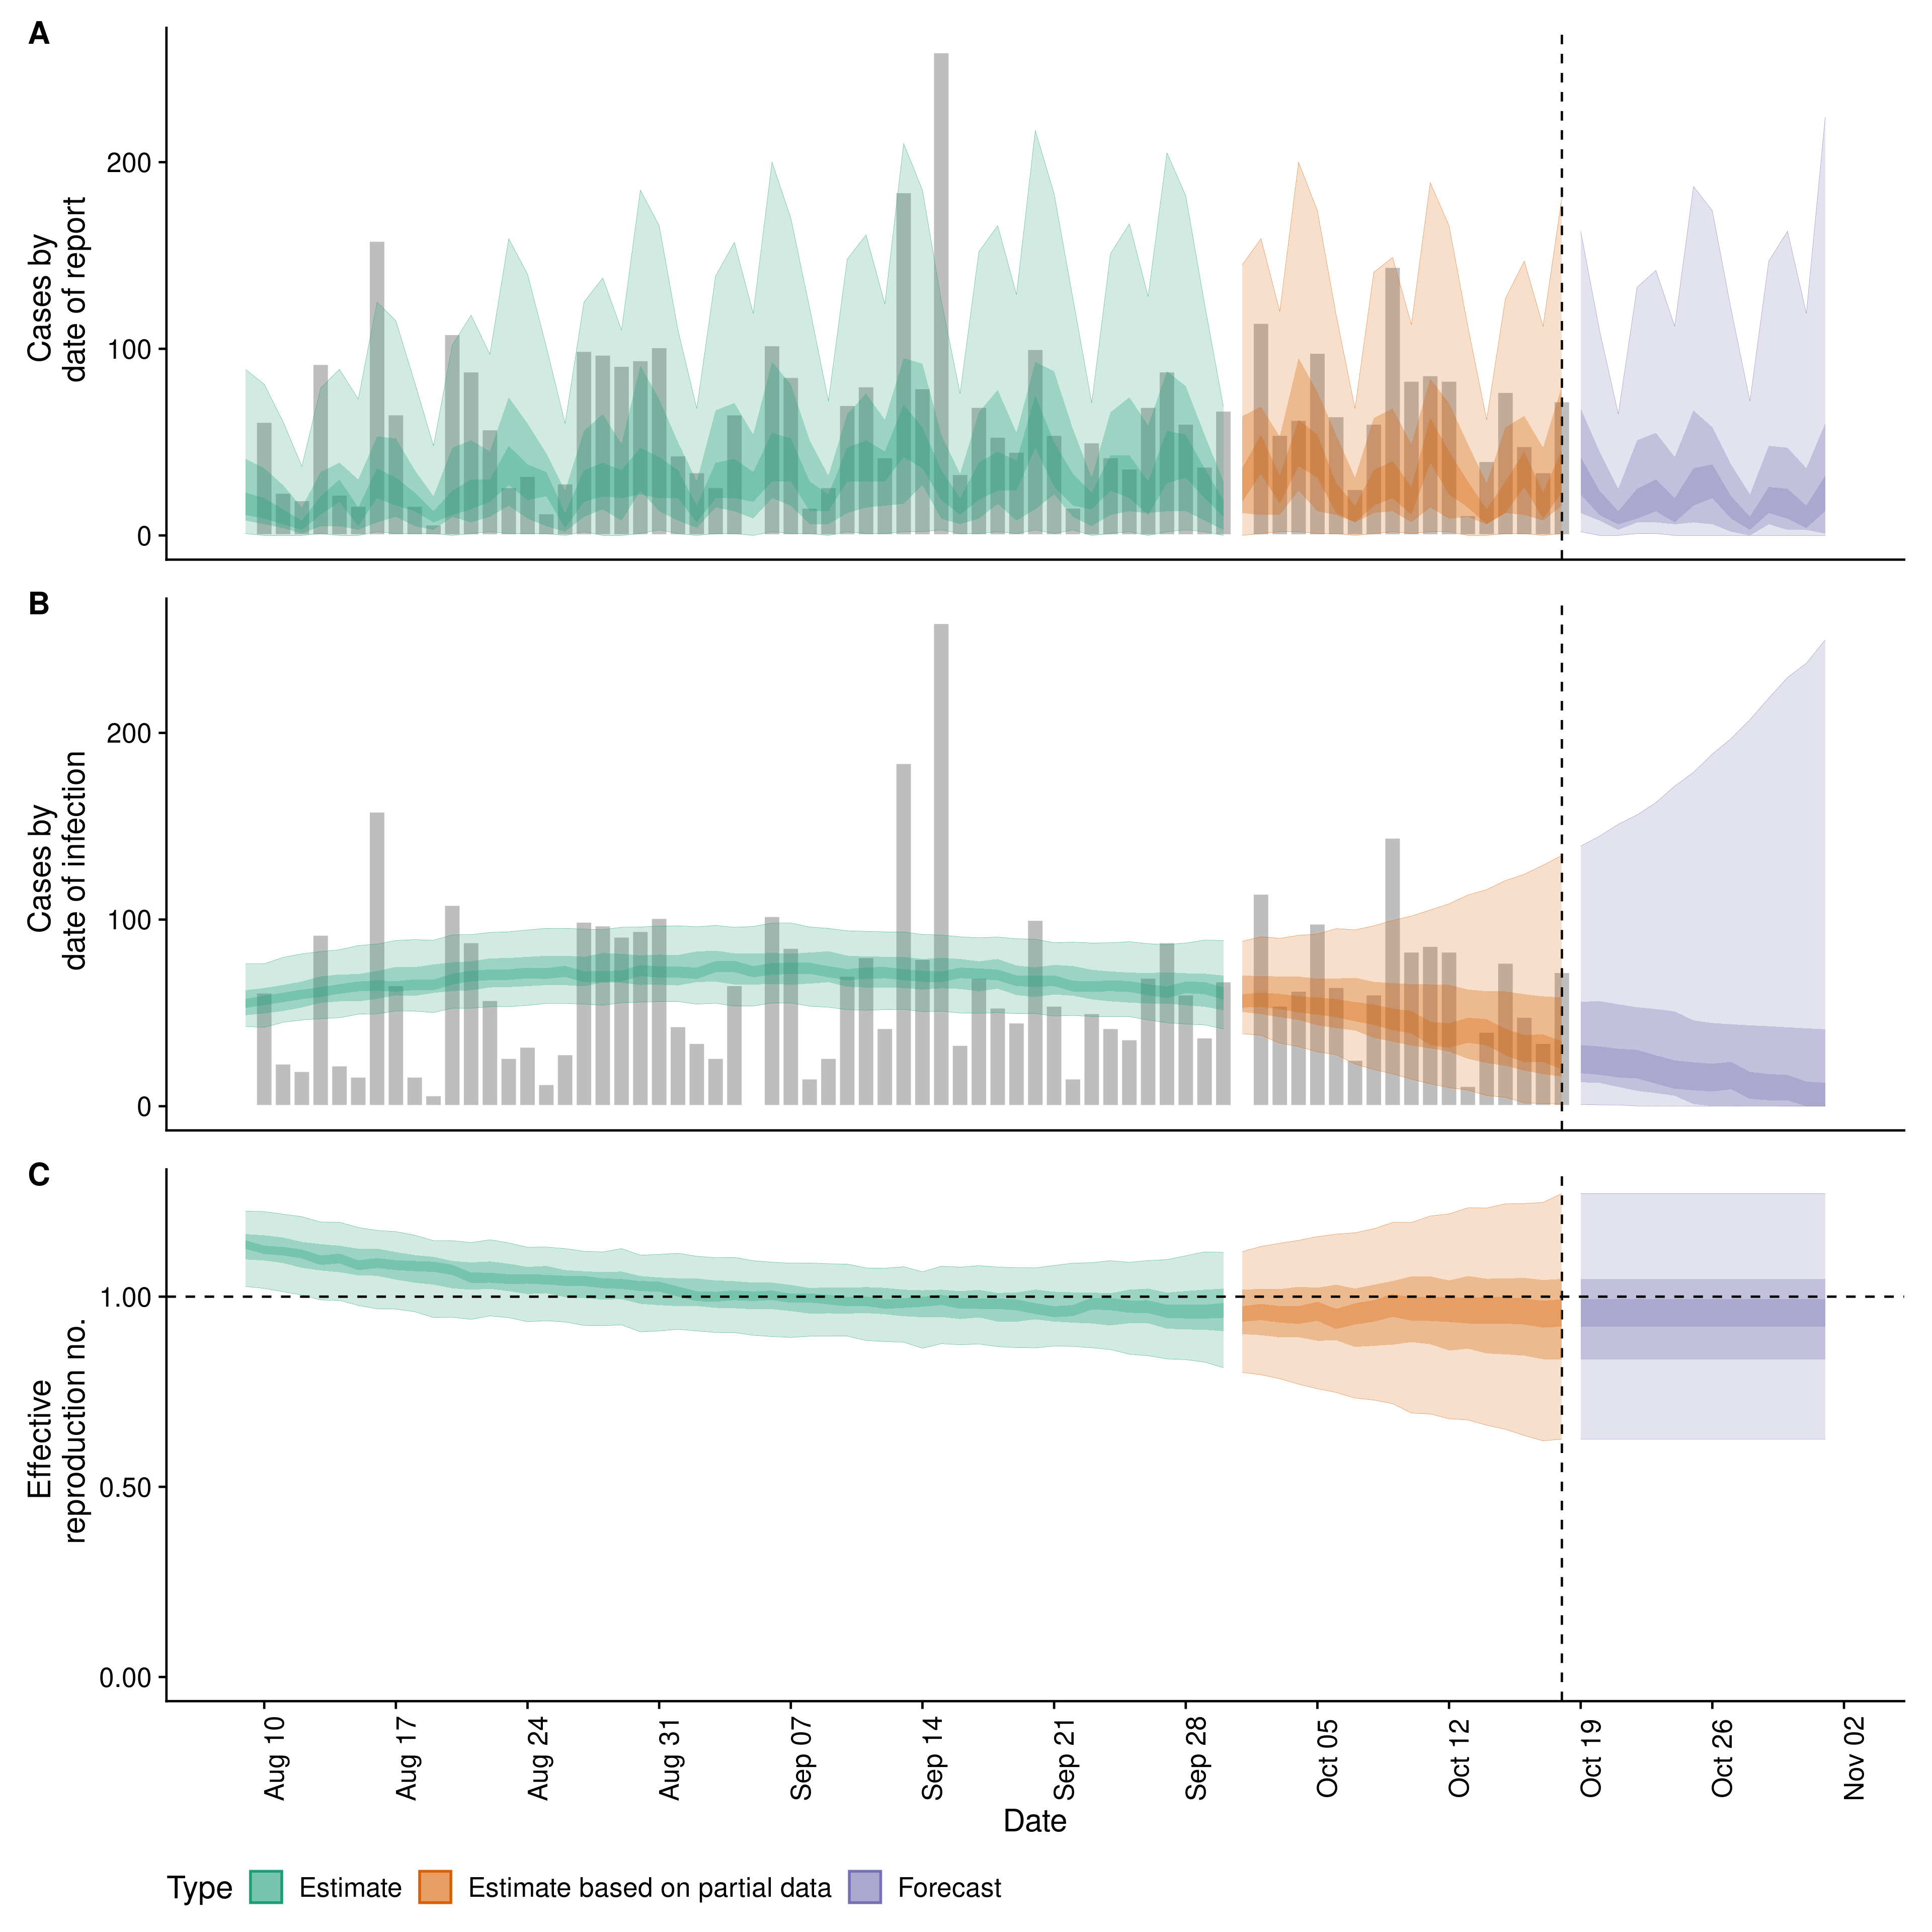 A
Cases by
date of report
200
100
0
B
Cases by
date of infection
200
100
0
C
Effective
reproduction no.
1.00
0.50
0.00
Aug 10
Aug 17
Aug 24
Aug 31
Sep 07
Sep 14
Sep 21
Sep 28
Oct 05
Oct 12
Oct 19
Oct 26
Nov 02
Date
Type Estimate Estimate based on partial data Forecast